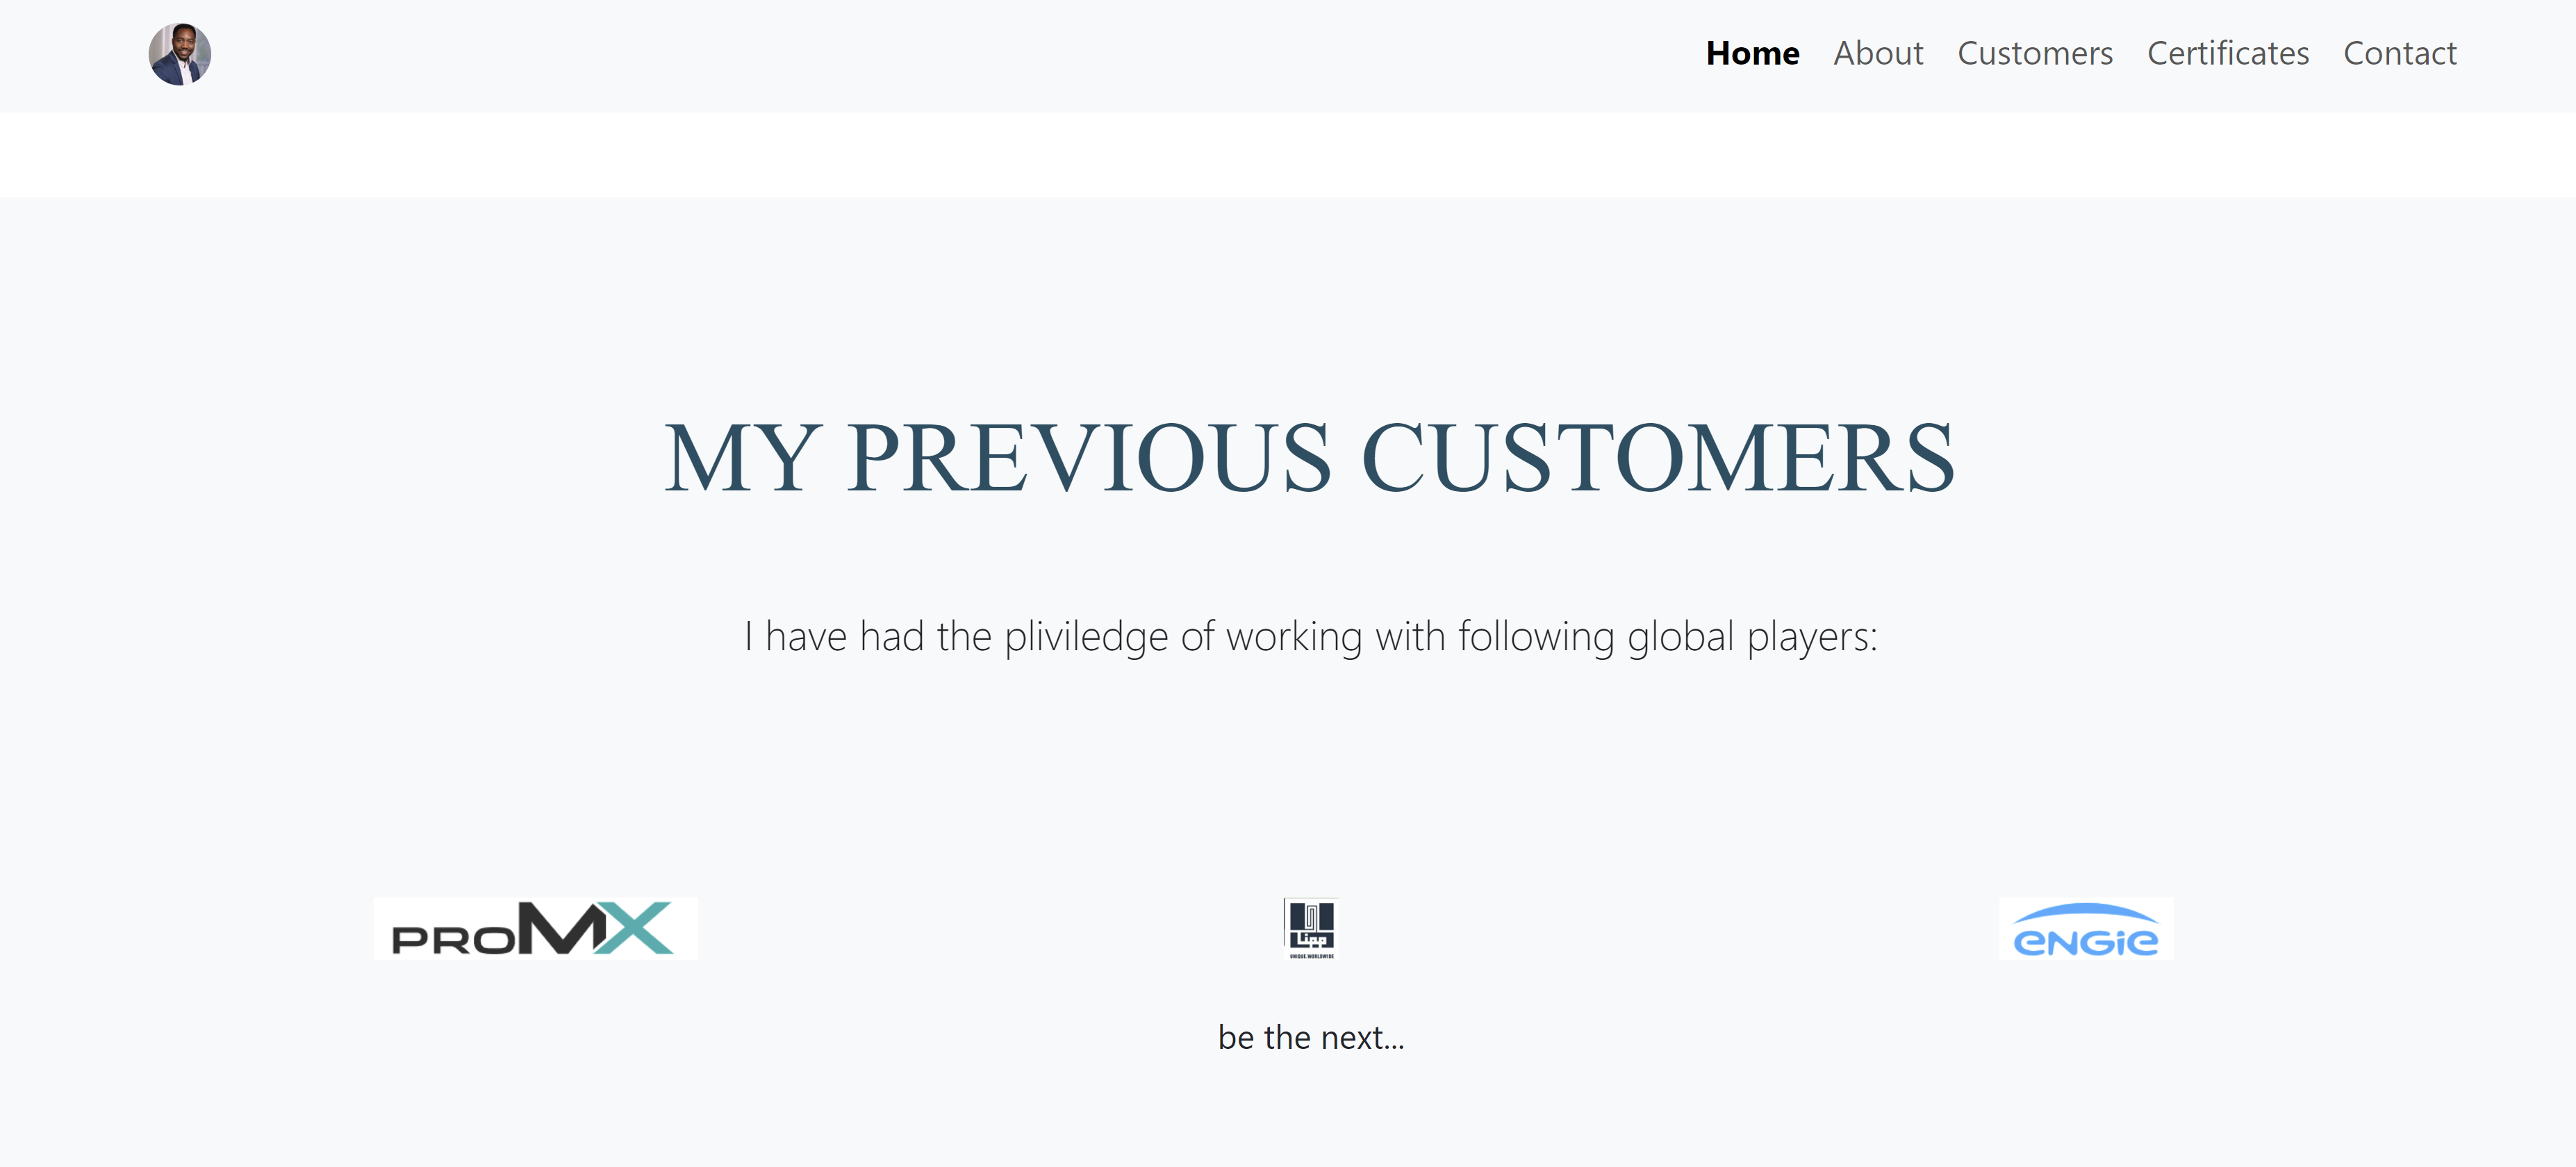 Home About Customers Certificates Contact
MY PREVIOUS CUSTOMERS
I have had the pliviledge of working with following global players:
PROMX
Lipp
UNIQUE.WORLDWIDE
ENGie
be the next...